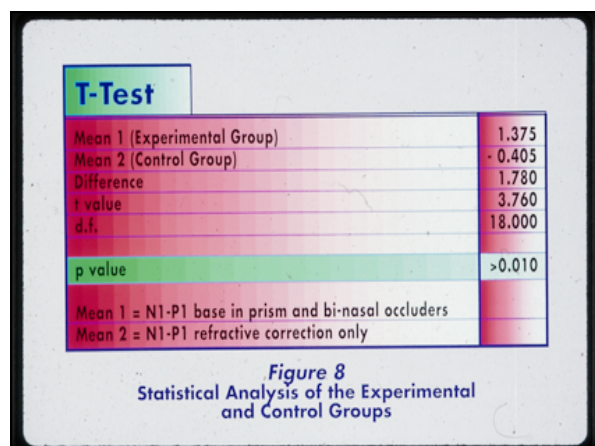 T-Test
Mean 1 (Experimental Group) 1.375
Mean 2 (Control Group) - 0.405
Difference 1.780
t value 3.760
d.f. 18.000
p value >0.010
Mean 1 = N1-P1 base in prism and bi-nasal occluders
Mean 2 = N1-P1 refractive correction only
Figure 8
Statistical Analysis of the Experimental
and Control Groups